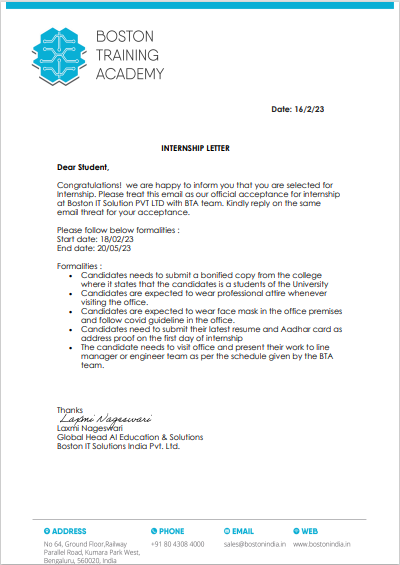 BOSTON
TRAINING
ACADEMY
Date: 16/2/23
INTERNSHIP LETTER
Dear Student,
Congratulations!  we are happy to inform you that you are selected for
Internship. Please treat this email as our official acceptance for internship
at Boston IT Solution PVT LTD with BTA team. Kindly reply on the same
email threat for your acceptance.
Please follow below formalities :
Start date: 18/02/23
End date: 20/05/23
Formalities :
• Candidates needs to submit a bonified copy from the college
where it states that the candidates is a students of the University
• Candidates are expected to wear professional attire whenever
visiting the office.
• Candidates are expected to wear face mask in the office premises
and follow covid guideline in the office.
• Candidates need to submit their latest resume and Aadhar card as
address proof on the first day of internship
• The candidate needs to visit office and present their work to line
manager or engineer team as per the schedule given by the BTA
team.
Thanks
Laxmi Nageswari
Laxmi Nageswari
Global Head AI Education & Solutions
Boston IT Solutions India Pvt. Ltd.
ADDRESS
No 64, Ground Floor,Railway
Parallel Road, Kumara Park West,
Bengaluru, 560020, India
PHONE
+91 80 4308 4000
EMAIL
sales@bostonindia.in
WEB
www.bostonindia.in